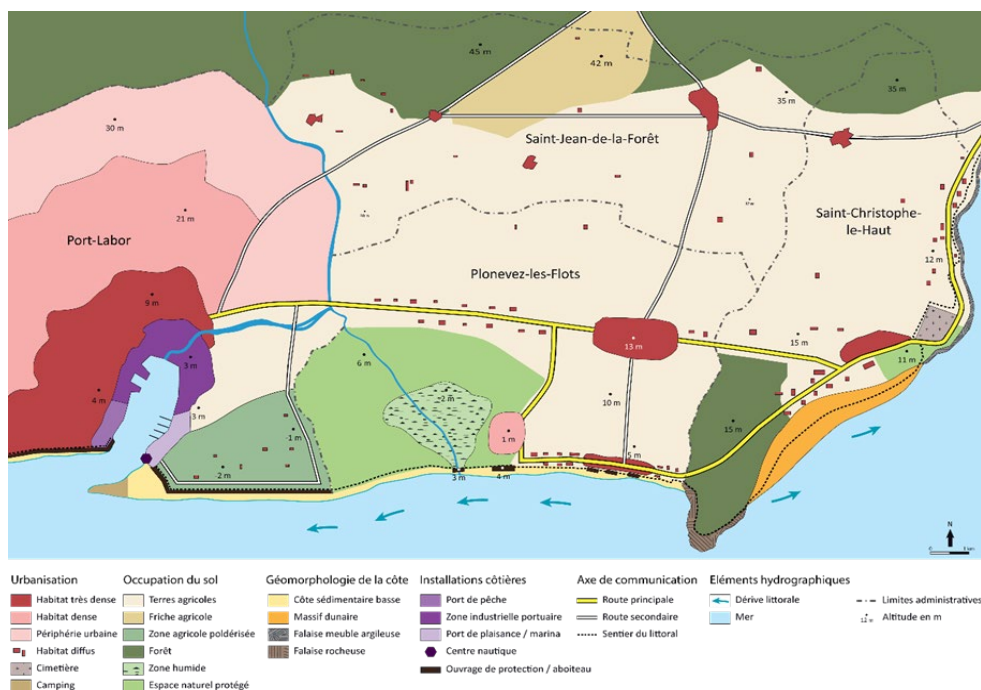 45 m
42 m
35 m
35 m
30 m
Saint-Jean-de-la-Forêt
21 m
Port-Labor
Saint-Christophe-
le-Haut
12 m
Plonevez-les-Flots
9 m
13 m
15 m
3 m
6 m
11 m
4 m
-2 m
10 m
3 m
15 m
-1 m
1 m
5 m
2 m
3 m
4 m
N
Urbanisation
Habitat très dense
Habitat dense
Périphérie urbaine
Habitat diffus
Cimetière
Camping
Occupation du sol
Terres agricoles
Friche agricole
Zone agricole poldérisée
Forêt
Zone humide
Espace naturel protégé
Géomorphologie de la côte
Côte sédimentaire basse
Massif dunaire
Falaise meuble argileuse
Falaise rocheuse
Installations côtières
Port de pêche
Zone industrielle portuaire
Port de plaisance / marina
Centre nautique
Ouvrage de protection / aboiteau
Axe de communication
Route principale
Route secondaire
Sentier du littoral
Eléments hydrographiques
Dérive littorale
Mer
Limites administratives
Altitude en m